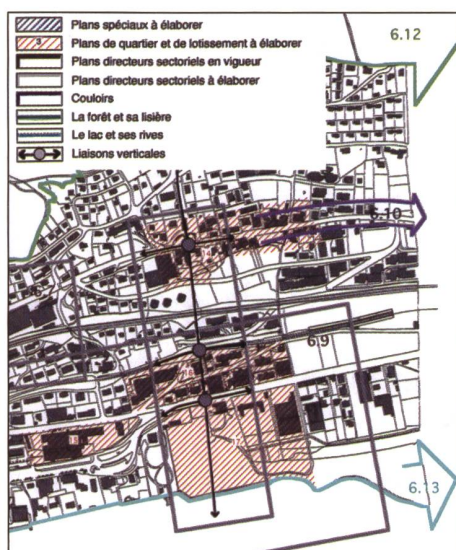 Plans spéciaux à élaborer
3 Plans de quartier et de lotissement à élaborer
Plans directeurs sectoriels en vigueur
Plans directeurs sectoriels à élaborer
Couloirs
La forêt et sa lisière
Le lac et ses rives
Liaisons verticales
6.12
6.10
14
6.9
6.13